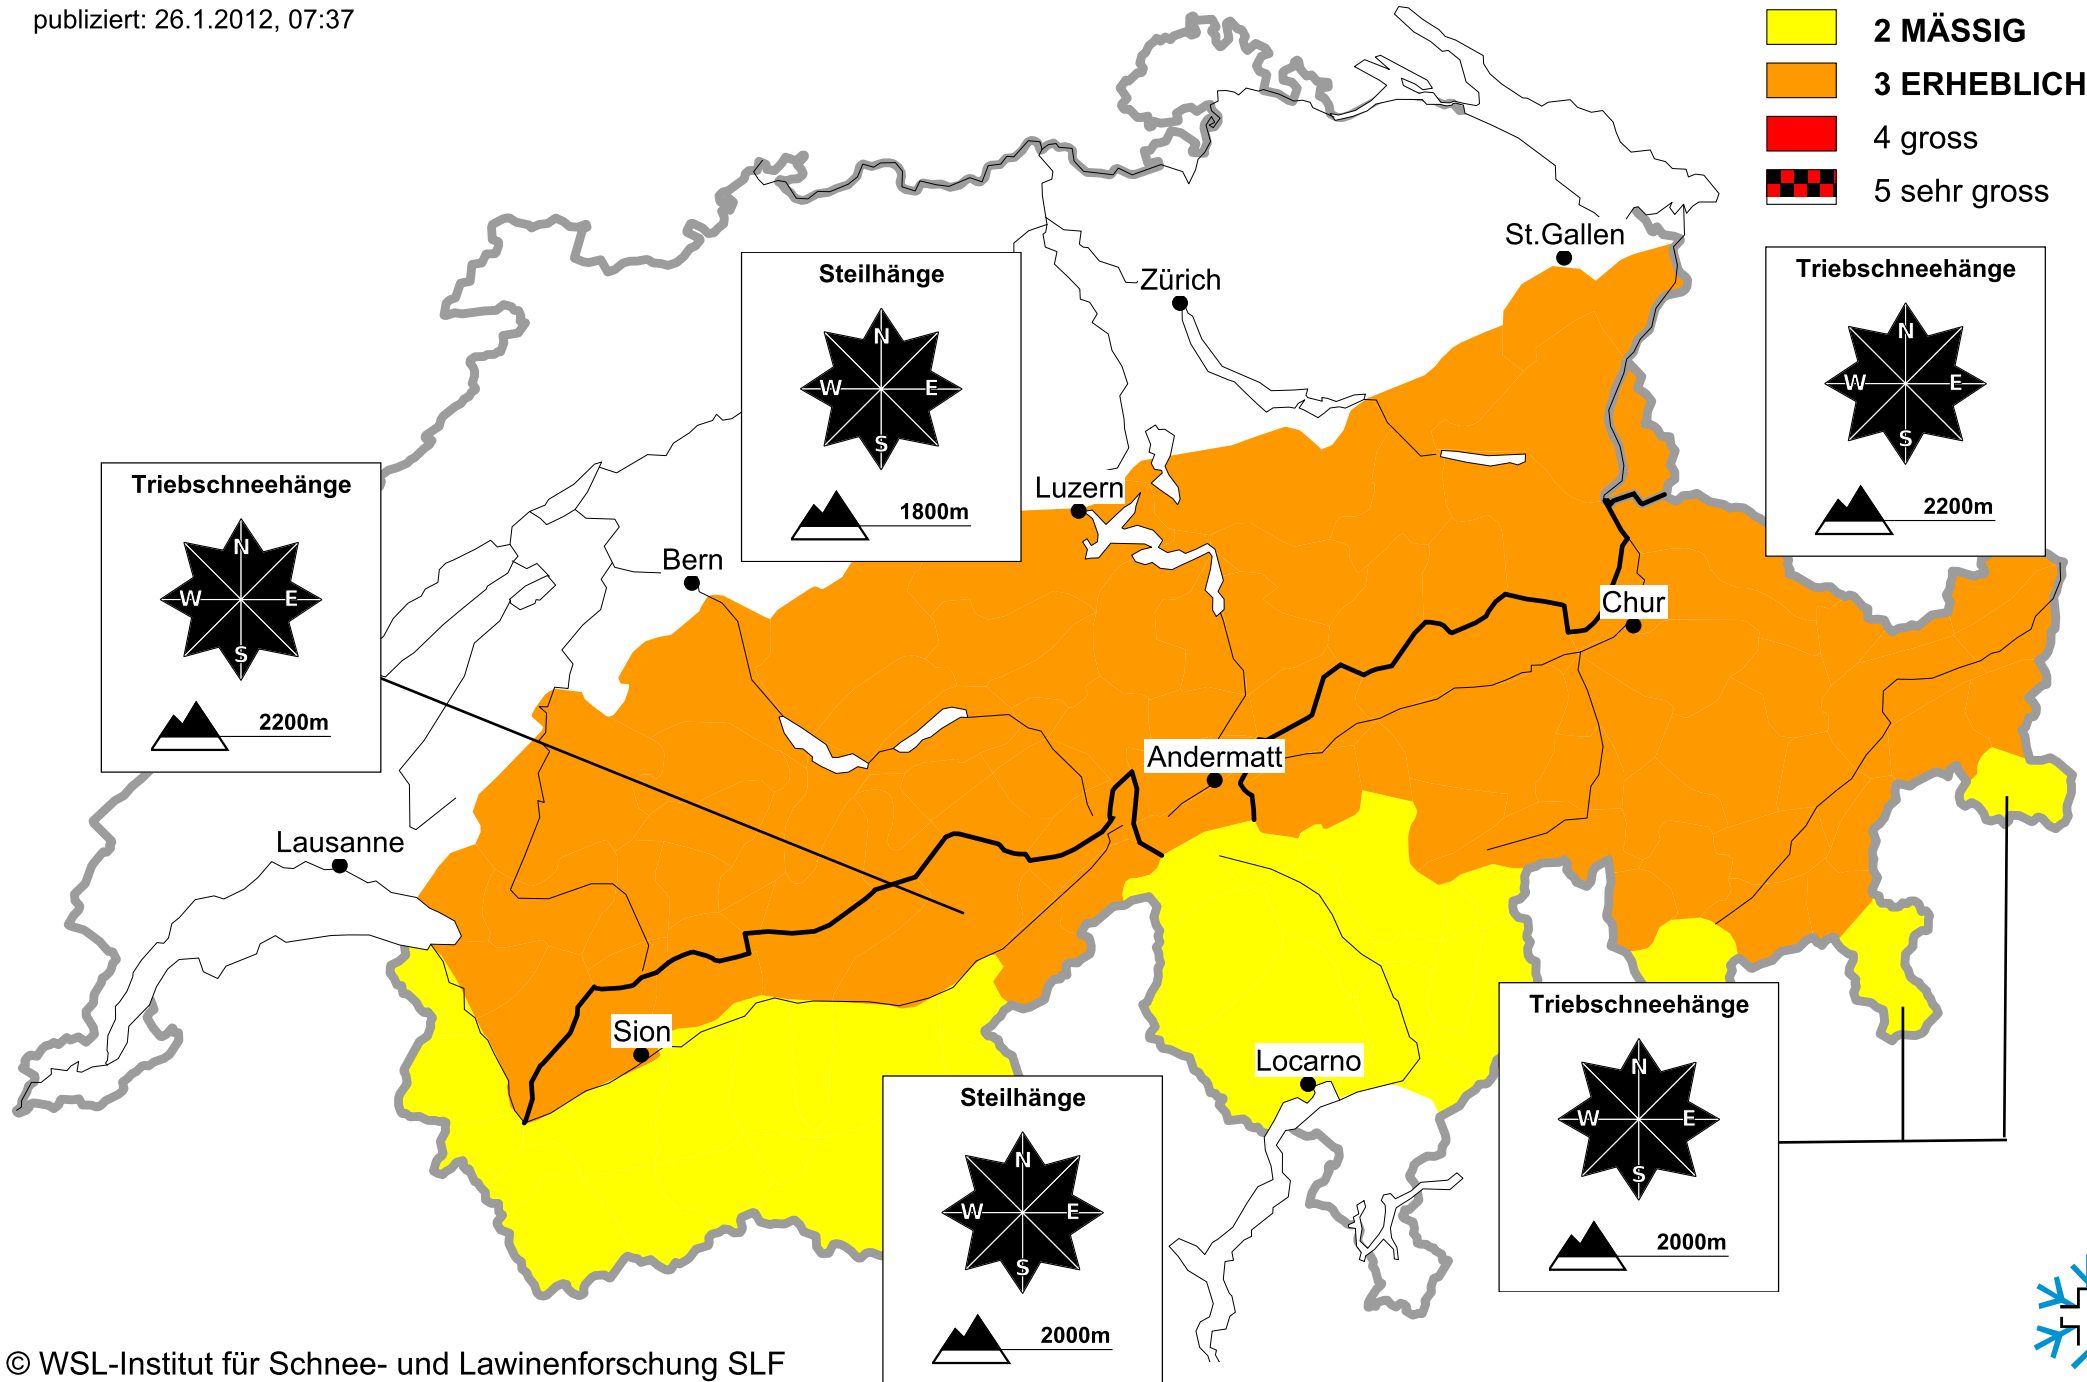 publiziert: 26.1.2012, 07:37
2 MÄSSIG
3 ERHEBLICH
4 gross
5 sehr gross
St.Gallen
Zürich
Steilhänge
N
W E
S
1800m
Triebschneehänge
N
W E
S
2200m
Triebschneehänge
N
W E
S
2200m
Luzern
Bern
Chur
Andermatt
Lausanne
Sion
Locarno
Triebschneehänge
N
W E
S
2000m
Steilhänge
N
W E
S
2000m
© WSL-Institut für Schnee- und Lawinenforschung SLF